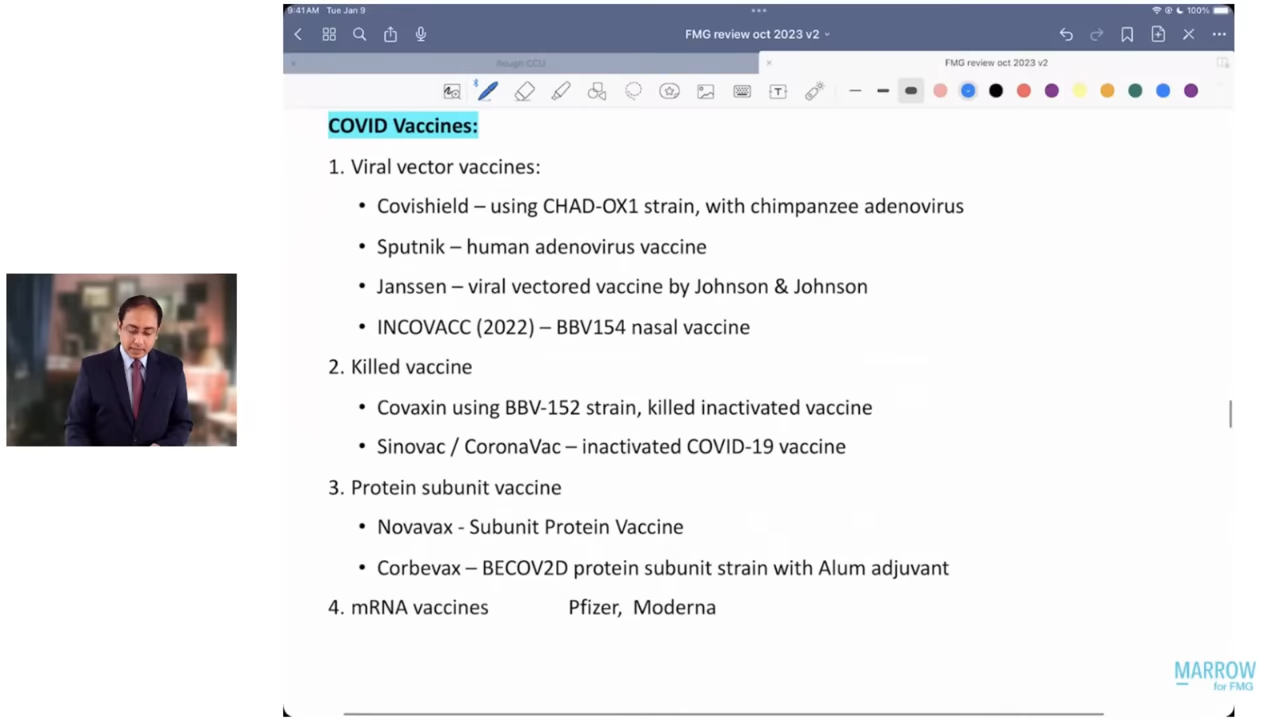 9:41 AM Tue Jan 9
100%
FMG review oct 2023 v2
Rough CCU
FMG review oct 2023 v2
COVID Vaccines:
1. Viral vector vaccines:
• Covishield – using CHAD-OX1 strain, with chimpanzee adenovirus
• Sputnik – human adenovirus vaccine
• Janssen – viral vectored vaccine by Johnson & Johnson
• INCOVACC (2022) – BBV154 nasal vaccine
2. Killed vaccine
• Covaxin using BBV-152 strain, killed inactivated vaccine
• Sinovac / CoronaVac – inactivated COVID-19 vaccine
3. Protein subunit vaccine
• Novavax - Subunit Protein Vaccine
• Corbevax – BECOV2D protein subunit strain with Alum adjuvant
4. mRNA vaccines Pfizer, Moderna
MARROW
for FMG